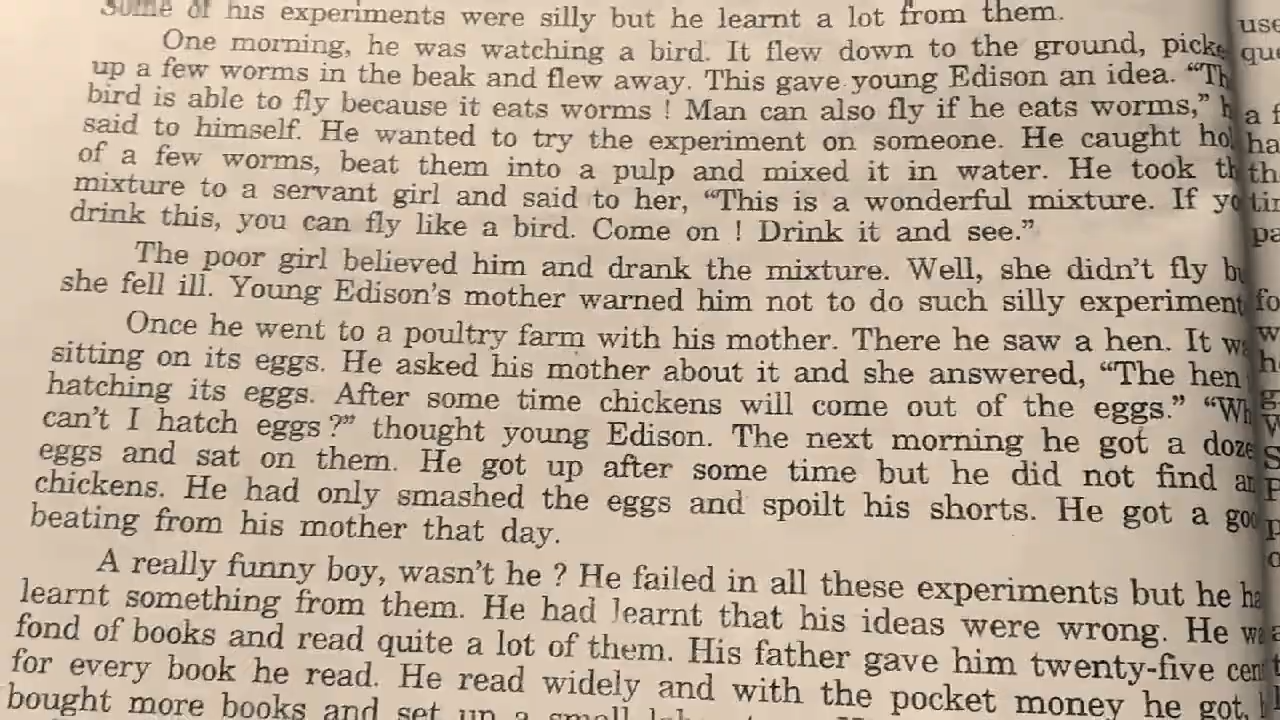 Some of his experiments were silly but he learnt a lot from them.
One morning, he was watching a bird. It flew down to the ground, picke
up a few worms in the beak and flew away. This gave young Edison an idea. “Th
bird is able to fly because it eats worms ! Man can also fly if he eats worms,” h
said to himself. He wanted to try the experiment on someone. He caught hol
of a few worms, beat them into a pulp and mixed it in water. He took th
mixture to a servant girl and said to her, “This is a wonderful mixture. If yo
drink this, you can fly like a bird. Come on ! Drink it and see.”
The poor girl believed him and drank the mixture. Well, she didn’t fly bu
she fell ill. Young Edison’s mother warned him not to do such silly experiment
Once he went to a poultry farm with his mother. There he saw a hen. It wa
sitting on its eggs. He asked his mother about it and she answered, “The hen
hatching its eggs. After some time chickens will come out of the eggs.” “Wh
can’t I hatch eggs ?” thought young Edison. The next morning he got a doze
eggs and sat on them. He got up after some time but he did not find an
chickens. He had only smashed the eggs and spoilt his shorts. He got a goo
beating from his mother that day.
A really funny boy, wasn’t he ? He failed in all these experiments but he ha
learnt something from them. He had learnt that his ideas were wrong. He wa
fond of books and read quite a lot of them. His father gave him twenty-five cent
for every book he read. He read widely and with the pocket money he got,
bought more books and set up a small
use
que
a f
ha
th
tin
pa
fo
w
h